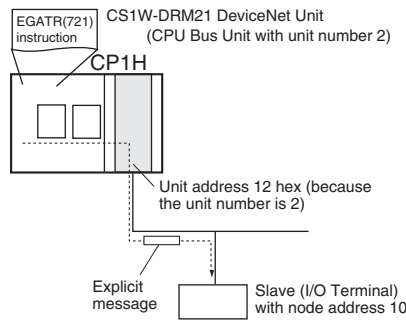 EGATR(721)
instruction
CS1W-DRM21 DeviceNet Unit
(CPU Bus Unit with unit number 2)
CP1H
Unit address 12 hex (because
the unit number is 2)
Explicit
message
Slave (I/O Terminal)
with node address 10